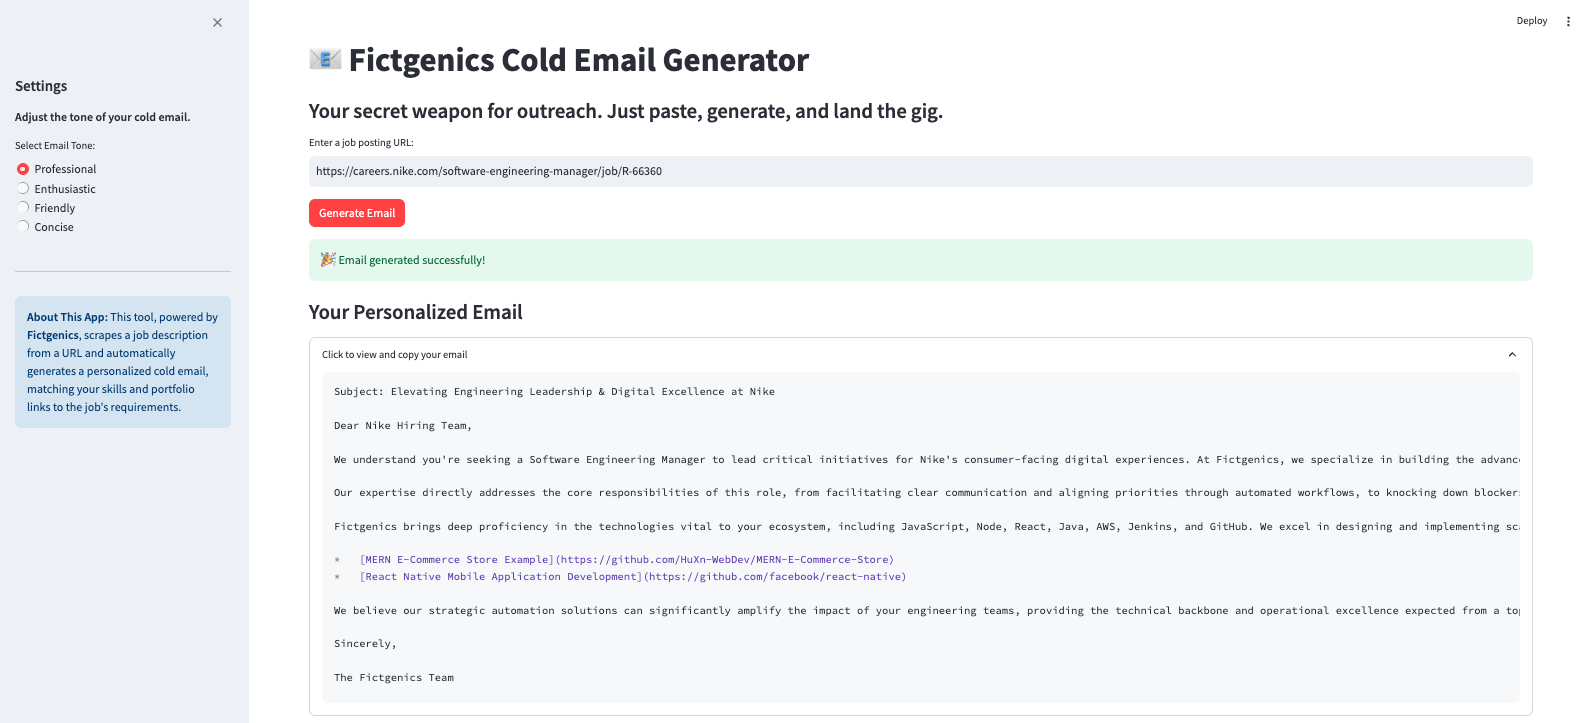 Deploy
Settings
Adjust the tone of your cold email.
Select Email Tone:
Professional
Enthusiastic
Friendly
Concise
About This App: This tool, powered by
Fictgenics, scrapes a job description
from a URL and automatically
generates a personalized cold email,
matching your skills and portfolio
links to the job's requirements.
Fictgenics Cold Email Generator
Your secret weapon for outreach. Just paste, generate, and land the gig.
Enter a job posting URL:
https://careers.nike.com/software-engineering-manager/job/R-66360
Generate Email
Email generated successfully!
Your Personalized Email
Click to view and copy your email
Subject: Elevating Engineering Leadership & Digital Excellence at Nike
Dear Nike Hiring Team,
We understand you're seeking a Software Engineering Manager to lead critical initiatives for Nike's consumer-facing digital experiences. At Fictgenics, we specialize in building the advanc
Our expertise directly addresses the core responsibilities of this role, from facilitating clear communication and aligning priorities through automated workflows, to knocking down blocker
Fictgenics brings deep proficiency in the technologies vital to your ecosystem, including JavaScript, Node, React, Java, AWS, Jenkins, and GitHub. We excel in designing and implementing sc
* [MERN E-Commerce Store Example](https://github.com/HuXn-WebDev/MERN-E-Commerce-Store)
* [React Native Mobile Application Development](https://github.com/facebook/react-native)
We believe our strategic automation solutions can significantly amplify the impact of your engineering teams, providing the technical backbone and operational excellence expected from a to
Sincerely,
The Fictgenics Team